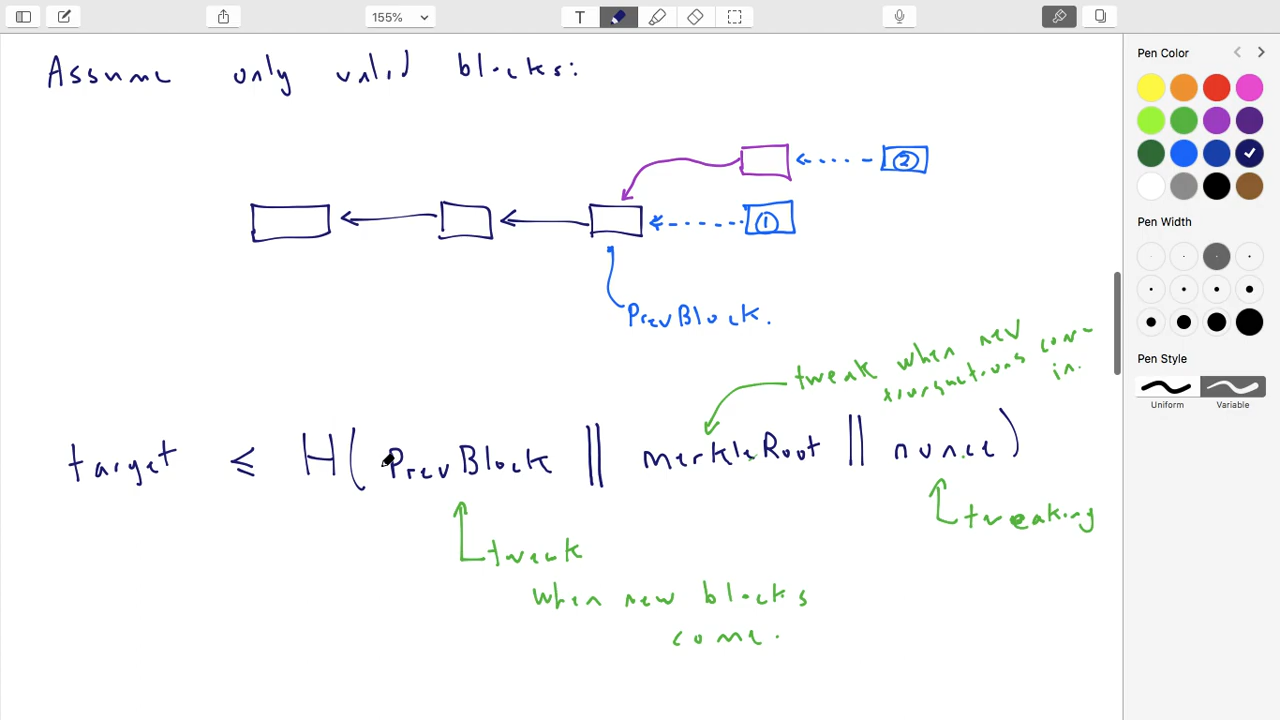 155%
T
Assume only valid blocks:
2
1
PrevBlock.
tweak when new
transactions come
in.
target ≤ H( PrevBlock || merkleRoot || nonce )
tweaking
tweak
when new blocks
come.
Pen Color
Pen Width
Pen Style
Uniform
Variable